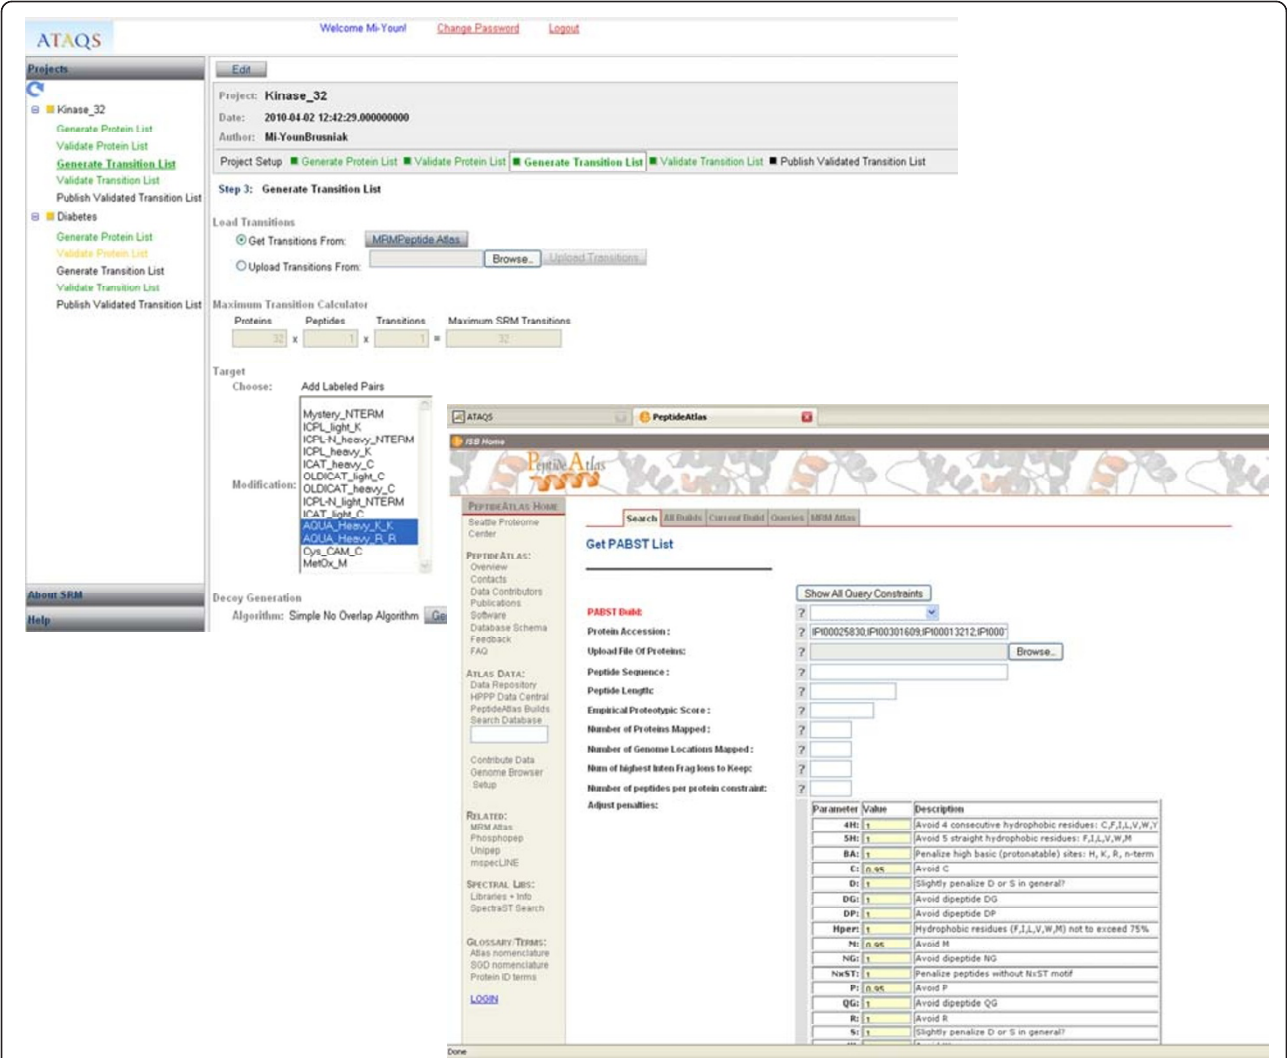 ATAQS
Welcome Mi-Youn! Change Password Logout
Projects
Kinase_32
Generate Protein List
Validate Protein List
Generate Transition List
Validate Transition List
Publish Validated Transition List
Diabetes
Generate Protein List
Validate Protein List
Generate Transition List
Validate Transition List
Publish Validated Transition List
About SRM
Help
Edit
Project: Kinase_32
Date: 2010-04-02 12:42:29.000000000
Author: Mi-YounBrusniak
Project Setup Generate Protein List Validate Protein List Generate Transition List Validate Transition List Publish Validated Transition List
Step 3: Generate Transition List
Load Transitions
Get Transitions From: MRMPeptide Atlas
Upload Transitions From: Browse... Upload Transitions
Maximum Transition Calculator
Proteins Peptides Transitions Maximum SRM Transitions
32 x 1 x 1 = 32
Target
Choose: Add Labeled Pairs
Modification:
Mystery_NTERM
ICPL_light_K
ICPL-N_heavy_NTERM
ICPL_heavy_K
ICAT_heavy_C
OLDICAT_light_C
OLDICAT_heavy_C
ICPL-N_light_NTERM
ICAT_light_C
AQUA_Heavy_K_K
AQUA_Heavy_R_R
Cys_CAM_C
MetOx_M
Decoy Generation
Algorithm: Simple No Overlap Algorithm Ge
ATAQS PeptideAtlas
ISB Home
Peptide Atlas
PEPTIDEATLAS HOME
Seattle Proteome
Center
PEPTIDEATLAS:
Overview
Contacts
Data Contributors
Publications
Software
Database Schema
Feedback
FAQ
ATLAS DATA:
Data Repository
HPPP Data Central
PeptideAtlas Builds
Search Database
Contribute Data
Genome Browser
Setup
RELATED:
MRM Atlas
Phosphopep
Unipep
mspecLINE
SPECTRAL LIBS:
Libraries + Info
SpectraST Search
GLOSSARY/TERMS:
Atlas nomenclature
SGD nomenclature
Protein ID terms
LOGIN
Search All Builds Current Build Queries MRM Atlas
Get PABST List
Show All Query Constraints
PABST Build: ?
Protein Accession : ? IPI00025830;IPI00301609;IPI00013212;IPI000
Upload File Of Proteins: ? Browse...
Peptide Sequence : ?
Peptide Length: ?
Empirical Proteotypic Score : ?
Number of Proteins Mapped : ?
Number of Genome Locations Mapped : ?
Num of highest Inten Frag Ions to Keep: ?
Number of peptides per protein constraint: ?
Adjust penalties:
Parameter Value Description
4H: 1 Avoid 4 consecutive hydrophobic residues: C,F,I,L,V,W,Y
5H: 1 Avoid 5 straight hydrophobic residues: F,I,L,V,W,M
BA: 1 Penalize high basic (protonatable) sites: H, K, R, n-term
C: 0.95 Avoid C
D: 1 Slightly penalize D or S in general?
DG: 1 Avoid dipeptide DG
DP: 1 Avoid dipeptide DP
Hper: 1 Hydrophobic residues (F,I,L,V,W,M) not to exceed 75%
M: 0.95 Avoid M
NG: 1 Avoid dipeptide NG
NxST: 1 Penalize peptides without NxST motif
P: 0.95 Avoid P
QG: 1 Avoid dipeptide QG
R: 1 Avoid R
S: 1 Slightly penalize D or S in general?
Done